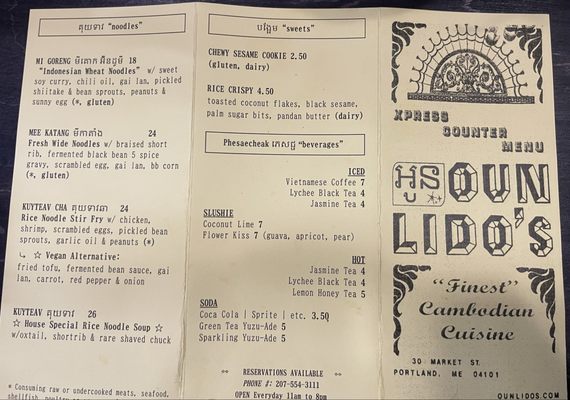 គុយទាវ "noodles"
MI GORENG មីគោក អ៊ីនដូមី 18
"Indonesian Wheat Noodles" w/ sweet
soy curry, chili oil, gai lan, pickled
shiitake & bean sprouts, peanuts &
sunny egg (*, gluten)
MEE KATANG មីកាតាំង 24
Fresh Wide Noodles w/ braised short
rib, fermented black bean 5 spice
gravy, scrambled egg, gai lan, bb corn
(*, gluten)
KUYTEAV CHA គុយទាវឆា 24
Rice Noodle Stir Fry w/ chicken,
shrimp, scrambled eggs, pickled bean
sprouts, garlic oil & peanuts (*)
↳ ☆ Vegan Alternative:
fried tofu, fermented bean sauce, gai
lan, carrot, red pepper & onion
KUYTEAV គុយទាវ 26
☆ House Special Rice Noodle Soup ☆
w/oxtail, shortrib & rare shaved chuck
* Consuming raw or undercooked meats, seafood,
បង្អែម "sweets"
CHEWY SESAME COOKIE 2.50
(gluten, dairy)
RICE CRISPY 4.50
toasted coconut flakes, black sesame,
palm sugar bits, pandan butter (dairy)
Phesaecheak ភេសជ្ជៈ "beverages"
ICED
Vietnamese Coffee 7
Lychee Black Tea 4
Jasmine Tea 4
SLUSHIE
Coconut Lime 7
Flower Kiss 7 (guava, apricot, pear)
HOT
Jasmine Tea 4
Lychee Black Tea 4
Lemon Honey Tea 5
SODA
Coca Cola | Sprite | etc. 3.50
Green Tea Yuzu-Ade 5
Sparkling Yuzu-Ade 5
RESERVATIONS AVAILABLE
PHONE #: 207-554-3111
OPEN Everyday 11am to 8pm
XPRESS
COUNTER
MENU
អូន OUN
LIDO'S
"Finest"
Cambodian
Cuisine
30 MARKET ST.
PORTLAND, ME 04101
OUNLIDOS.COM